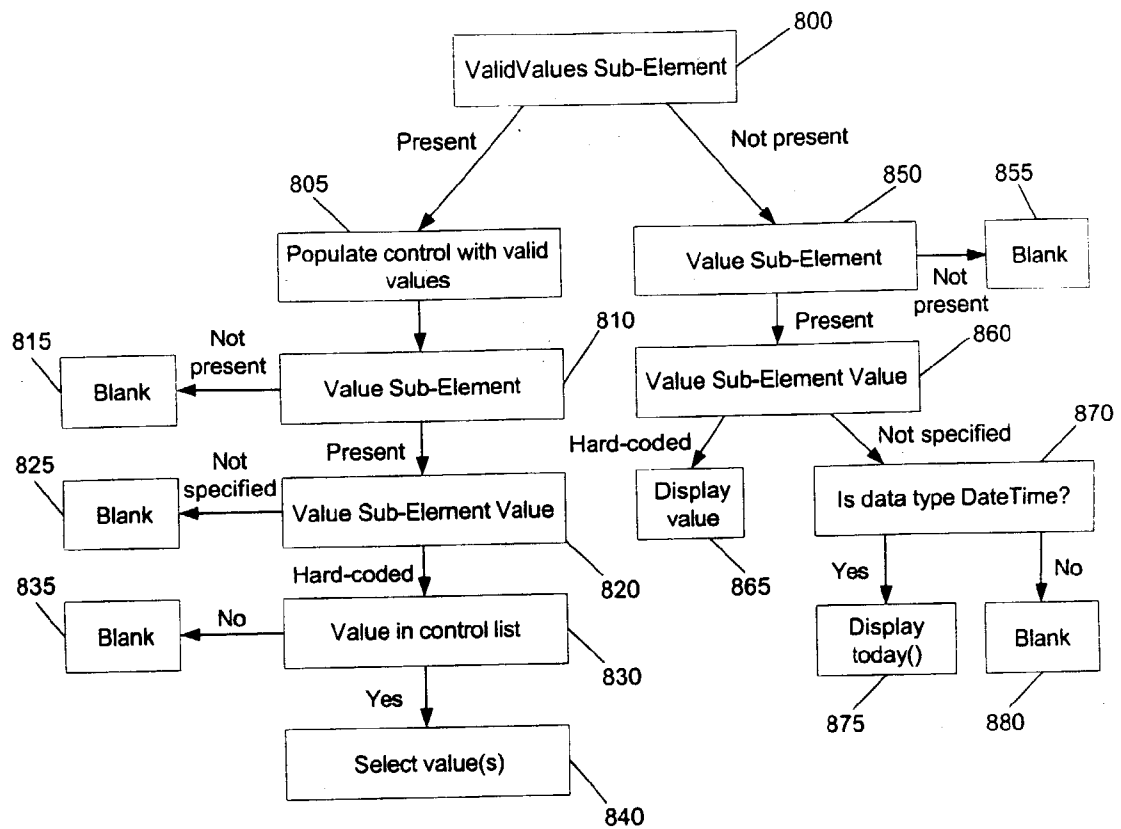 800
ValidValues Sub-Element
Present
Not present
805
850
855
Populate control with valid
values
Value Sub-Element
Blank
Not
present
810
Present
815
Not
present
860
Blank
Value Sub-Element
Value Sub-Element Value
Present
Hard-coded
Not specified
870
825
Not
specified
Blank
Value Sub-Element Value
Display
value
Is data type DateTime?
Hard-coded
820
865
Yes
No
835
No
Blank
Value in control list
830
Display
today()
Blank
Yes
875
880
Select value(s)
840